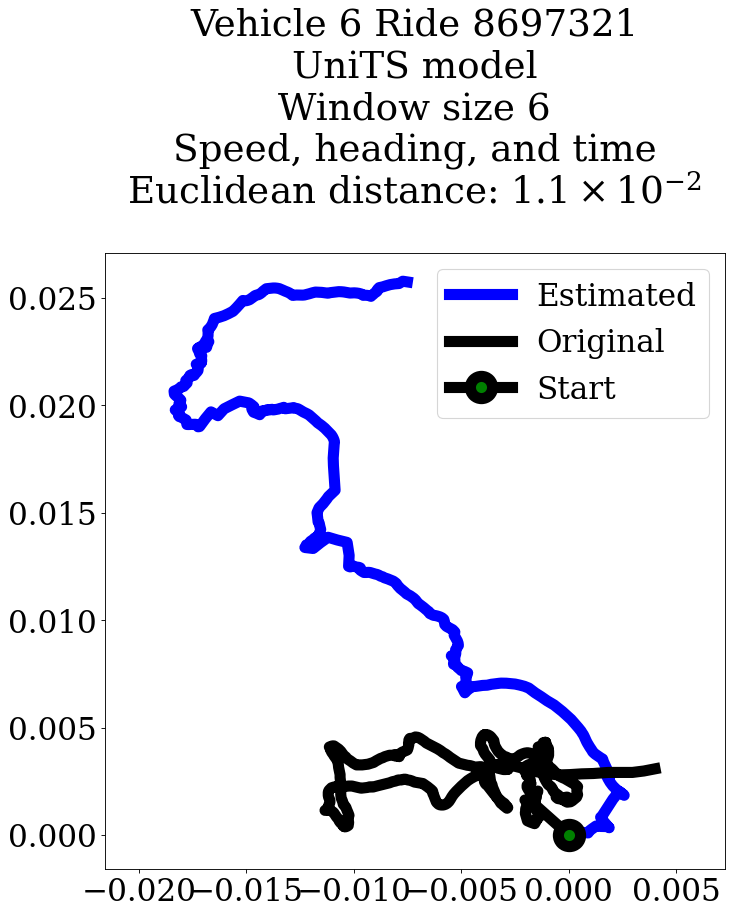 Vehicle 6 Ride 8697321
UniTS model
Window size 6
Speed, heading, and time
Euclidean distance: 1.1 × 10⁻²
Estimated
Original
Start
0.025
0.020
0.015
0.010
0.005
0.000
−0.020 −0.015 −0.010 −0.005 0.000 0.005